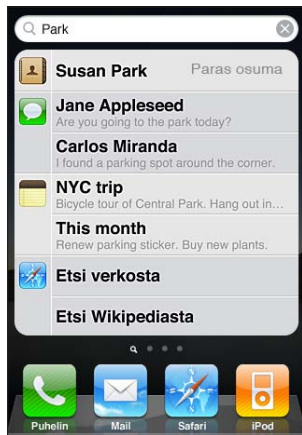 Park
Susan Park Paras osuma
Jane Appleseed
Are you going to the park today?
Carlos Miranda
I found a parking spot around the corner.
NYC trip
Bicycle tour of Central Park. Hang out in...
This month
Renew parking sticker. Buy new plants.
Etsi verkosta
Etsi Wikipediasta
Puhelin Mail Safari iPod